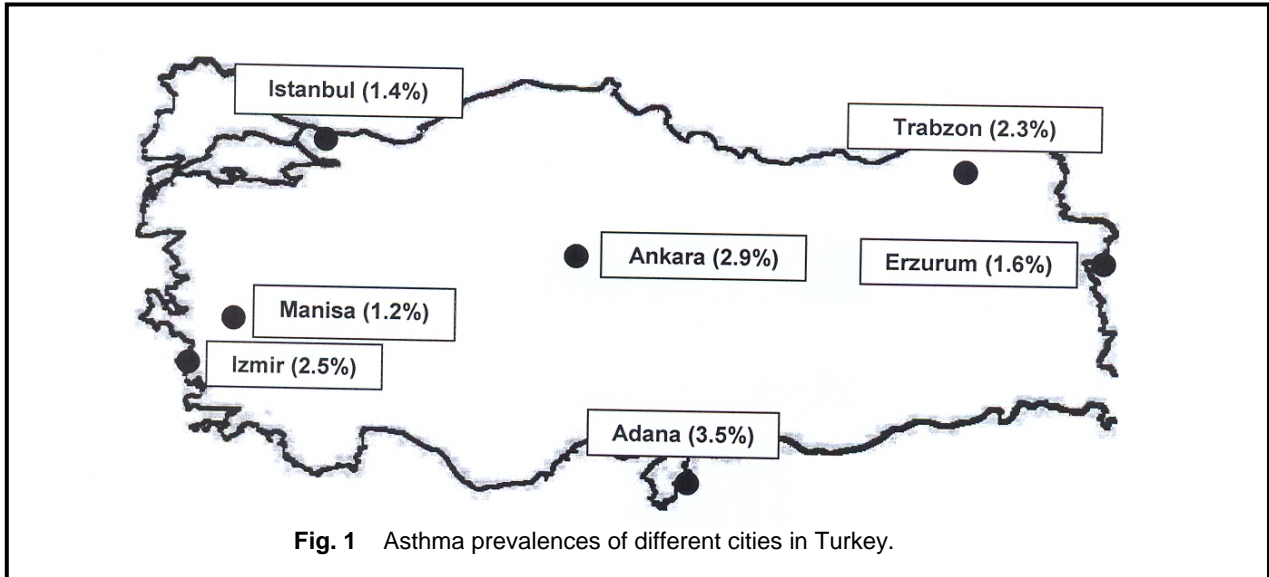 Istanbul (1.4%)
Trabzon (2.3%)
Ankara (2.9%)
Erzurum (1.6%)
Manisa (1.2%)
Izmir (2.5%)
Adana (3.5%)
Fig. 1 Asthma prevalences of different cities in Turkey.